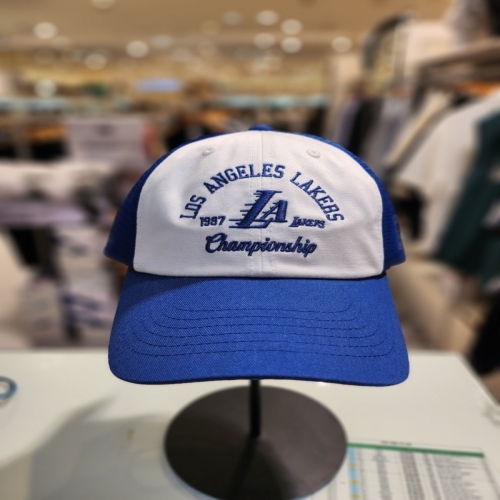 LOS ANGELES LAKERS
1987 LA LAKERS
Championship